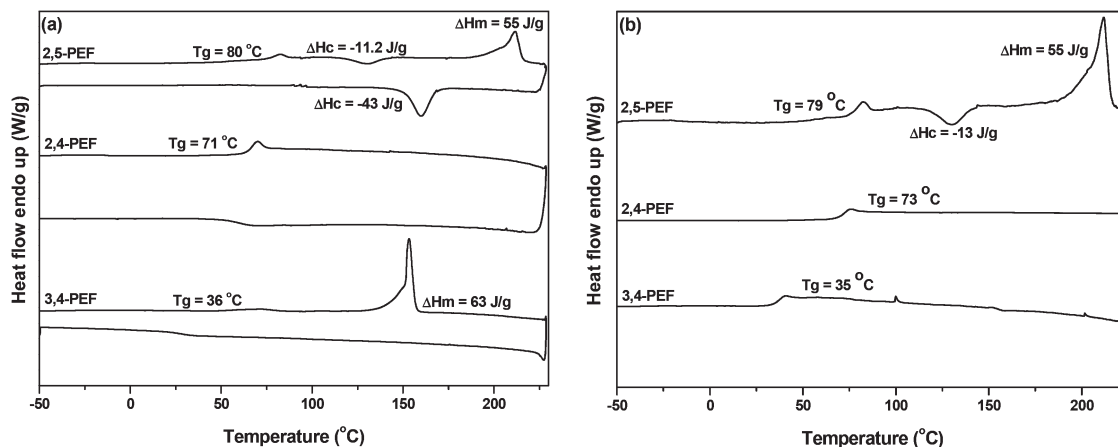 (a)
ΔHm = 55 J/g
2,5-PEF
Tg = 80 °C
ΔHc = -11.2 J/g
ΔHc = -43 J/g
2,4-PEF
Tg = 71 °C
3,4-PEF
Tg = 36 °C
ΔHm = 63 J/g
Heat flow endo up (W/g)
-50 0 50 100 150 200
Temperature (°C)
(b)
ΔHm = 55 J/g
2,5-PEF
Tg = 79 °C
ΔHc = -13 J/g
2,4-PEF
Tg = 73 °C
3,4-PEF
Tg = 35 °C
Heat flow endo up (W/g)
-50 0 50 100 150 200
Temperature (°C)